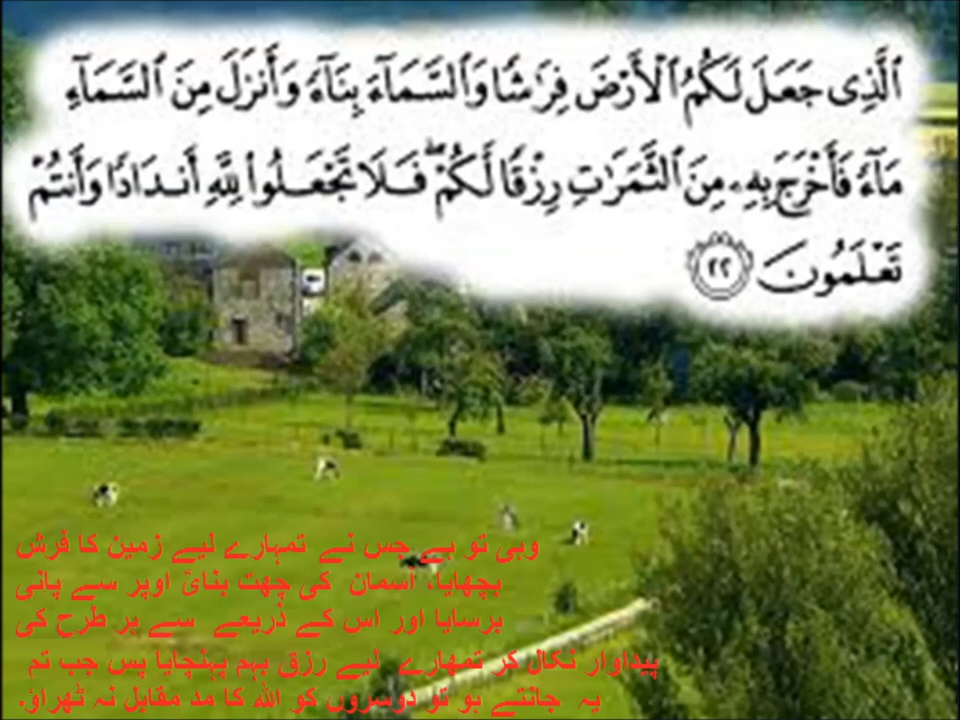 ٱلَّذِى جَعَلَ لَكُمُ ٱلْأَرْضَ فِرَٰشًا وَٱلسَّمَآءَ بِنَآءً وَأَنزَلَ مِنَ ٱلسَّمَآءِ
مَآءً فَأَخْرَجَ بِهِۦ مِنَ ٱلثَّمَرَٰتِ رِزْقًا لَّكُمْ ۖ فَلَا تَجْعَلُوا۟ لِلَّهِ أَندَادًا وَأَنتُمْ
تَعْلَمُونَ ٢٢
وہی تو ہے جس نے تمہارے لیے زمین کا فرش
بچھایا، آسمان کی چھت بنائ اوپر سے پانی
برسایا اور اس کے ذریعے سے ہر طرح کی
پیداوار نکال کر تمھارے لیے رزق بہم پہنچایا پس جب تم
یہ جانتے ہو تو دوسروں کو اللہ کا مد مقابل نہ ٹھراؤ.